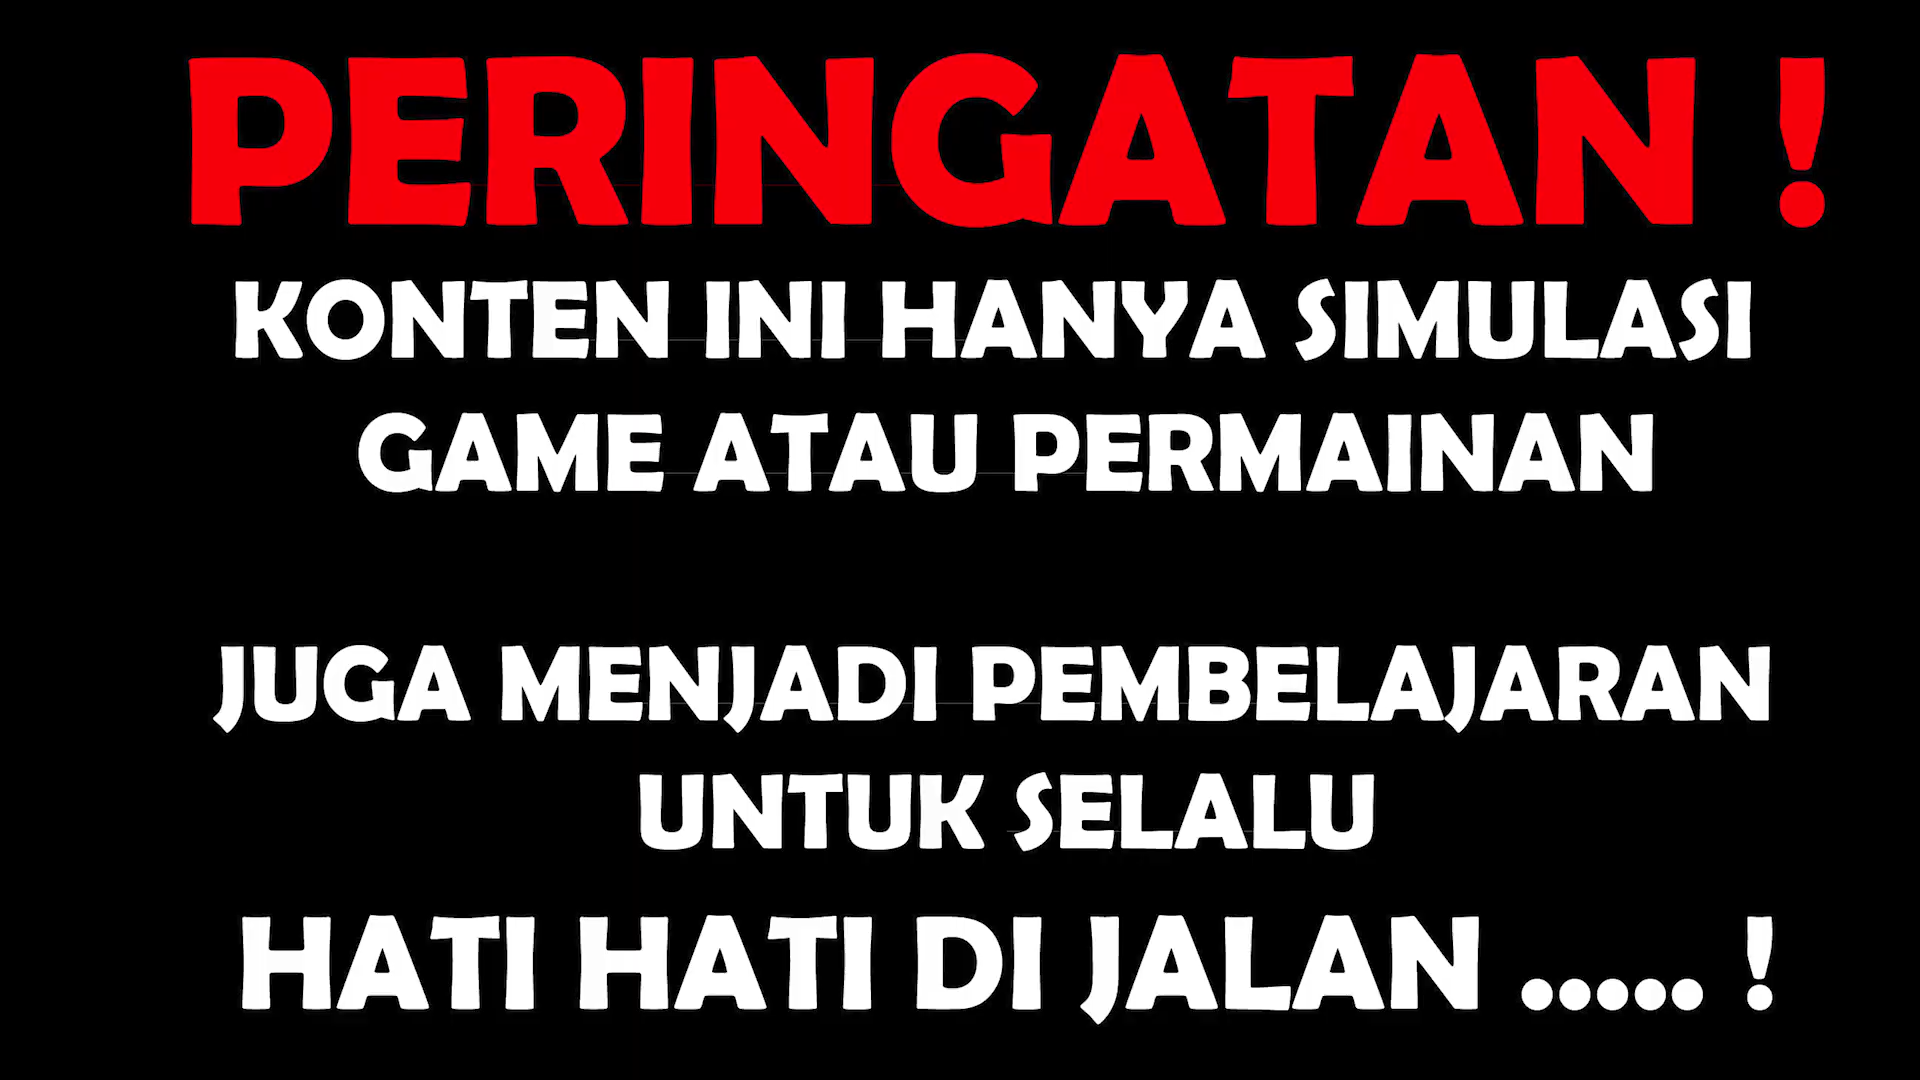 PERINGATAN !
KONTEN INI HANYA SIMULASI
GAME ATAU PERMAINAN
JUGA MENJADI PEMBELAJARAN
UNTUK SELALU
HATI HATI DI JALAN ..... !